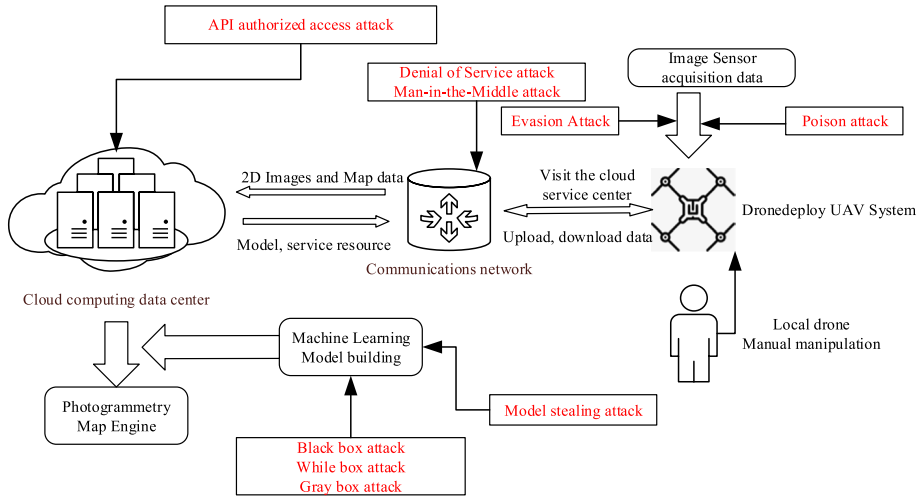 API authorized access attack
Denial of Service attack
Man-in-the-Middle attack
Image Sensor
acquisition data
Evasion Attack
Poison attack
2D Images and Map data
Model, service resource
Visit the cloud
service center
Upload, download data
Dronedeploy UAV System
Communications network
Cloud computing data center
Local drone
Manual manipulation
Machine Learning
Model building
Photogrammetry
Map Engine
Model stealing attack
Black box attack
While box attack
Gray box attack